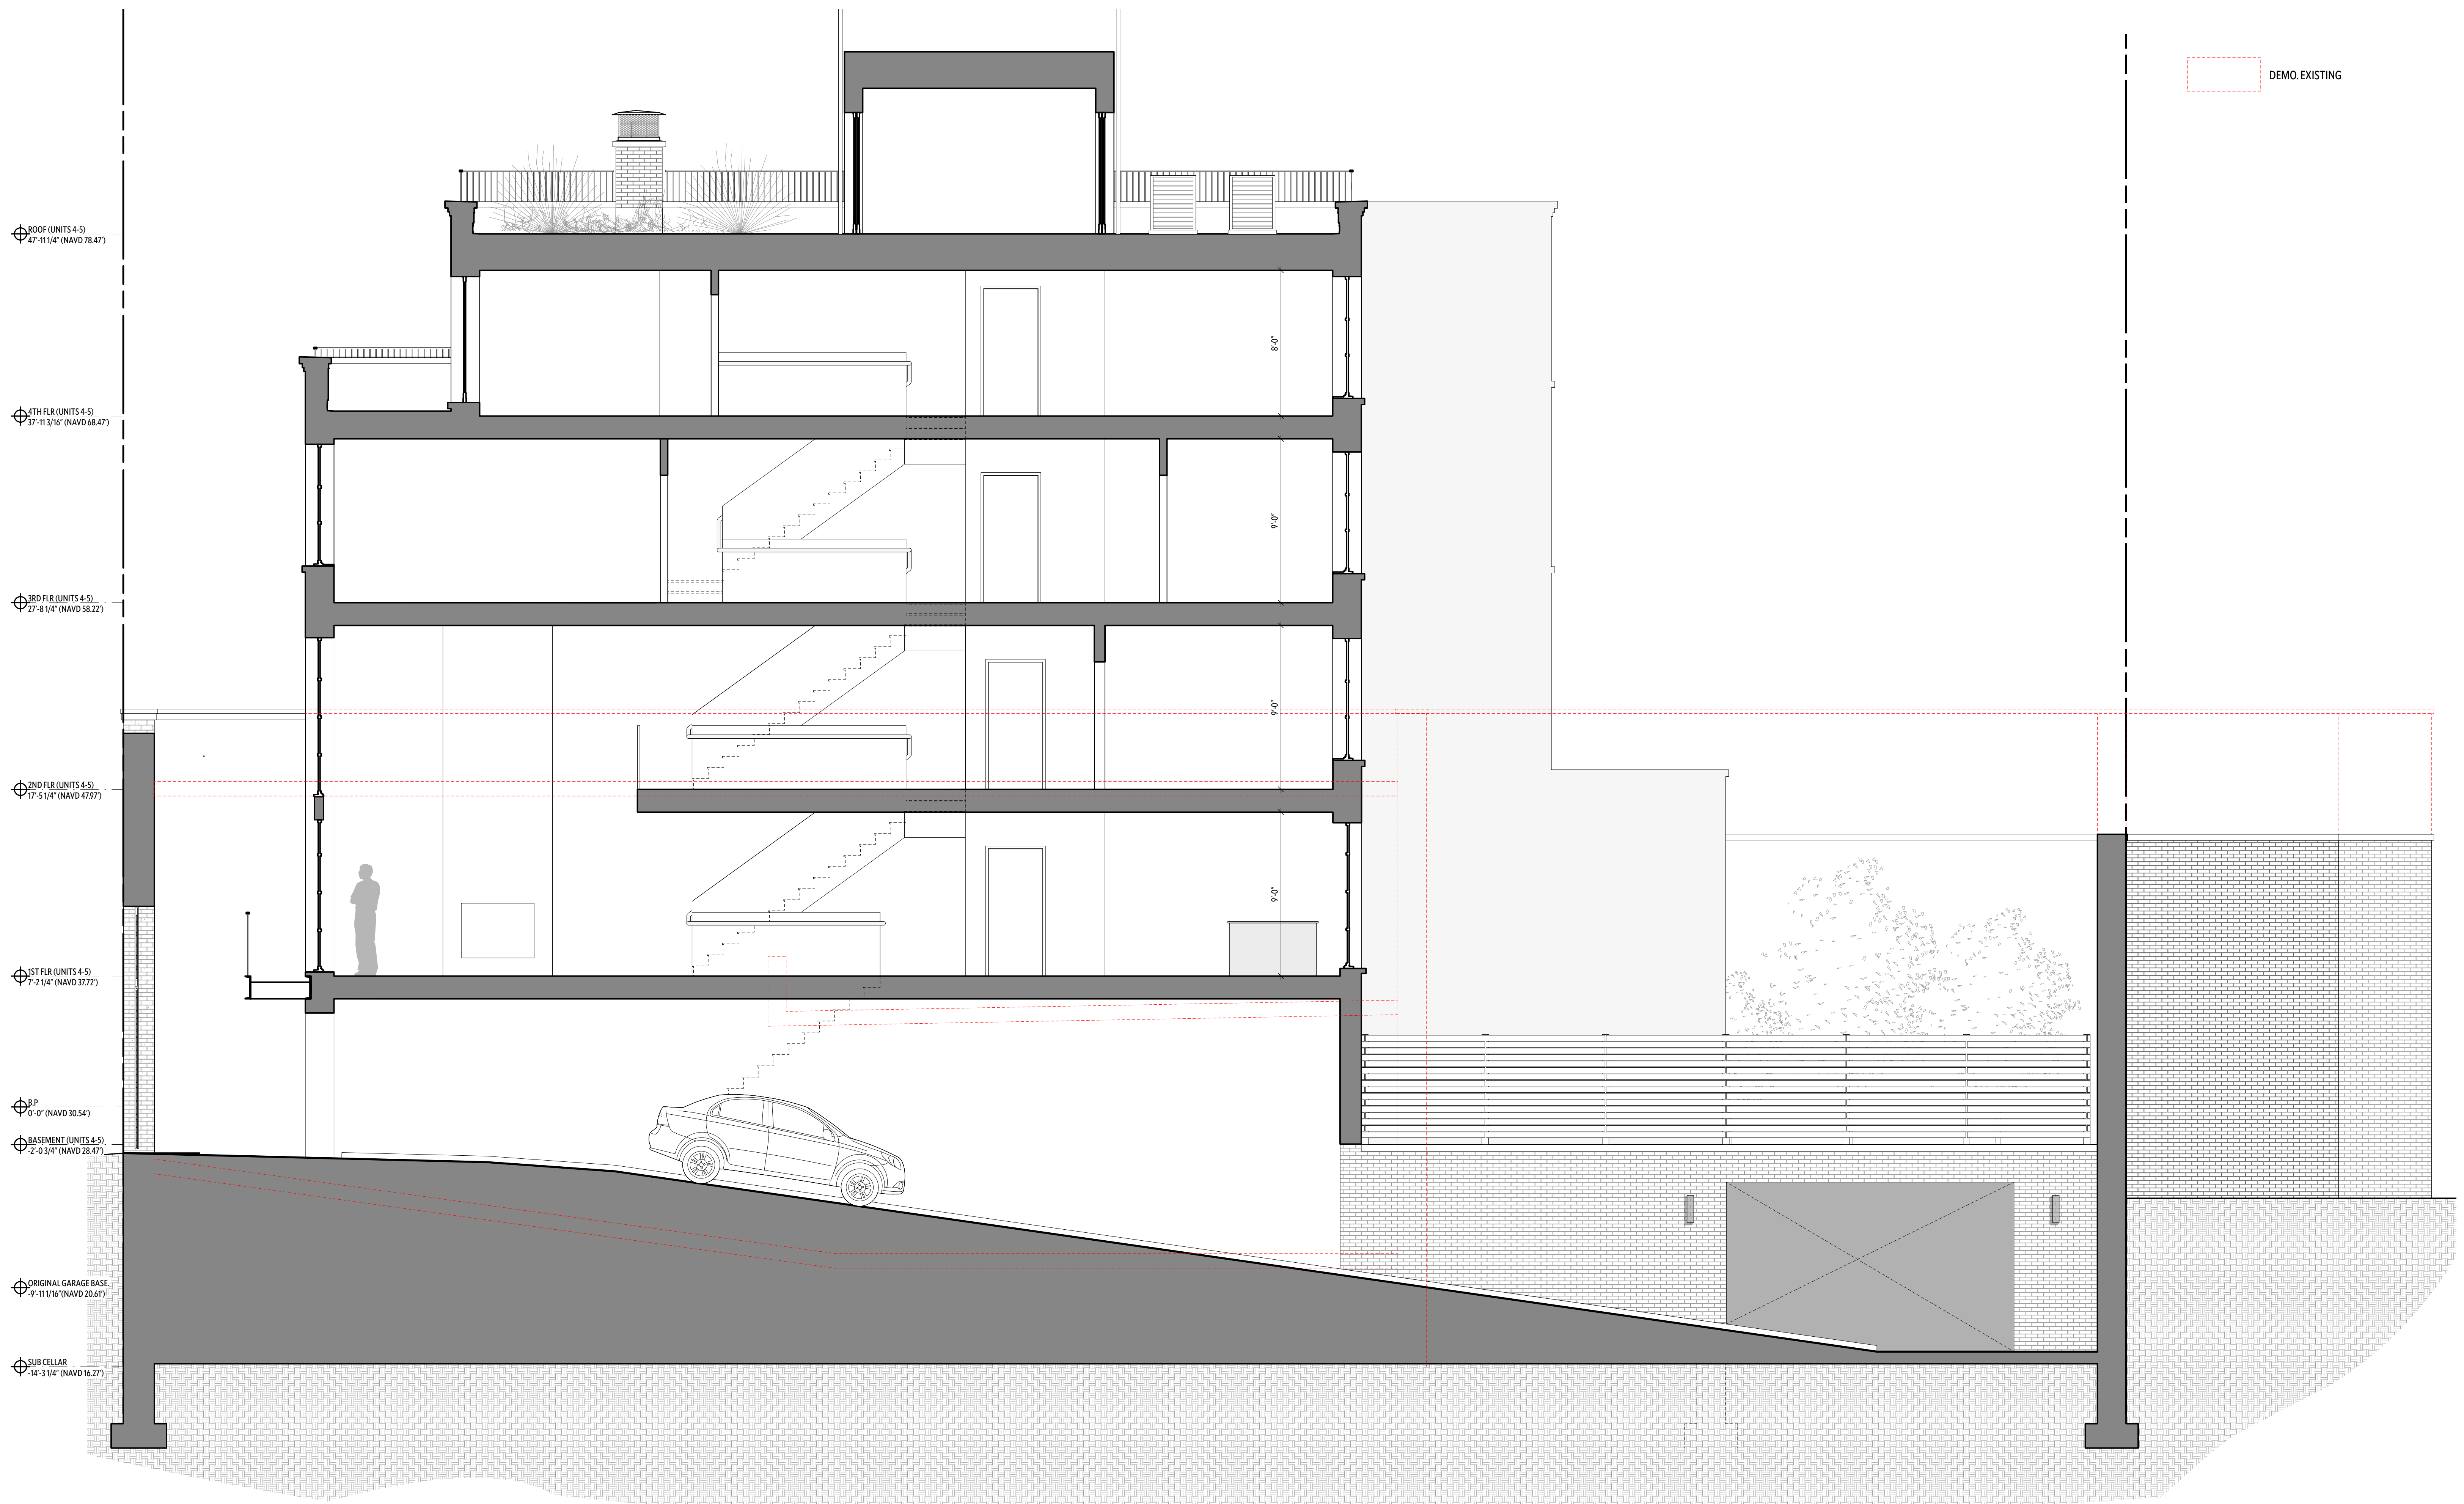 DEMO. EXISTING
ROOF (UNITS 4-5)
47'-11 1/4" (NAVD 78.47')
8'-0"
4TH FLR (UNITS 4-5)
37'-11 3/16" (NAVD 68.47')
9'-0"
3RD FLR (UNITS 4-5)
27'-8 1/4" (NAVD 58.22')
9'-0"
2ND FLR (UNITS 4-5)
17'-5 1/4" (NAVD 47.97')
9'-0"
1ST FLR (UNITS 4-5)
7'-2 1/4" (NAVD 37.72')
B.P
0'-0" (NAVD 30.54')
BASEMENT (UNITS 4-5)
-2'-0 3/4" (NAVD 28.47')
ORIGINAL GARAGE BASE.
-9'-11 1/16"(NAVD 20.61')
SUB CELLAR
-14'-3 1/4" (NAVD 16.27')